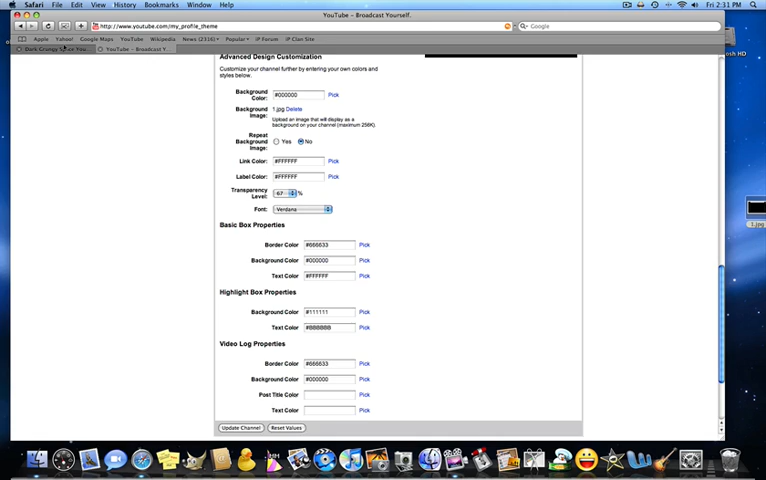 Safari File Edit View History Bookmarks Window Help Fri 2:31 PM
YouTube - Broadcast Yourself.
http://www.youtube.com/my_profile_theme
Google
Apple Yahoo! Google Maps YouTube Wikipedia News (2316) Popular IP Forum IP Clan Site
YouTube - Broadcast Y...
Advanced Design Customization
Customize your channel further by entering your own colors and
styles below.
Background Color: #000000 Pick
Background Image: 1.jpg Delete
Upload an image that will display as a
background on your channel (maximum 256K).
Repeat Background Image: Yes No
Link Color: #FFFFFF Pick
Label Color: #FFFFFF Pick
Transparency Level: 67 %
Font: Verdana
Basic Box Properties
Border Color #666633 Pick
Background Color #000000 Pick
Text Color #FFFFFF Pick
Highlight Box Properties
Background Color #111111 Pick
Text Color #BBBBBB Pick
Video Log Properties
Border Color #666633 Pick
Background Color #000000 Pick
Post Title Color Pick
Text Color Pick
Update Channel Reset Values
1.jpg